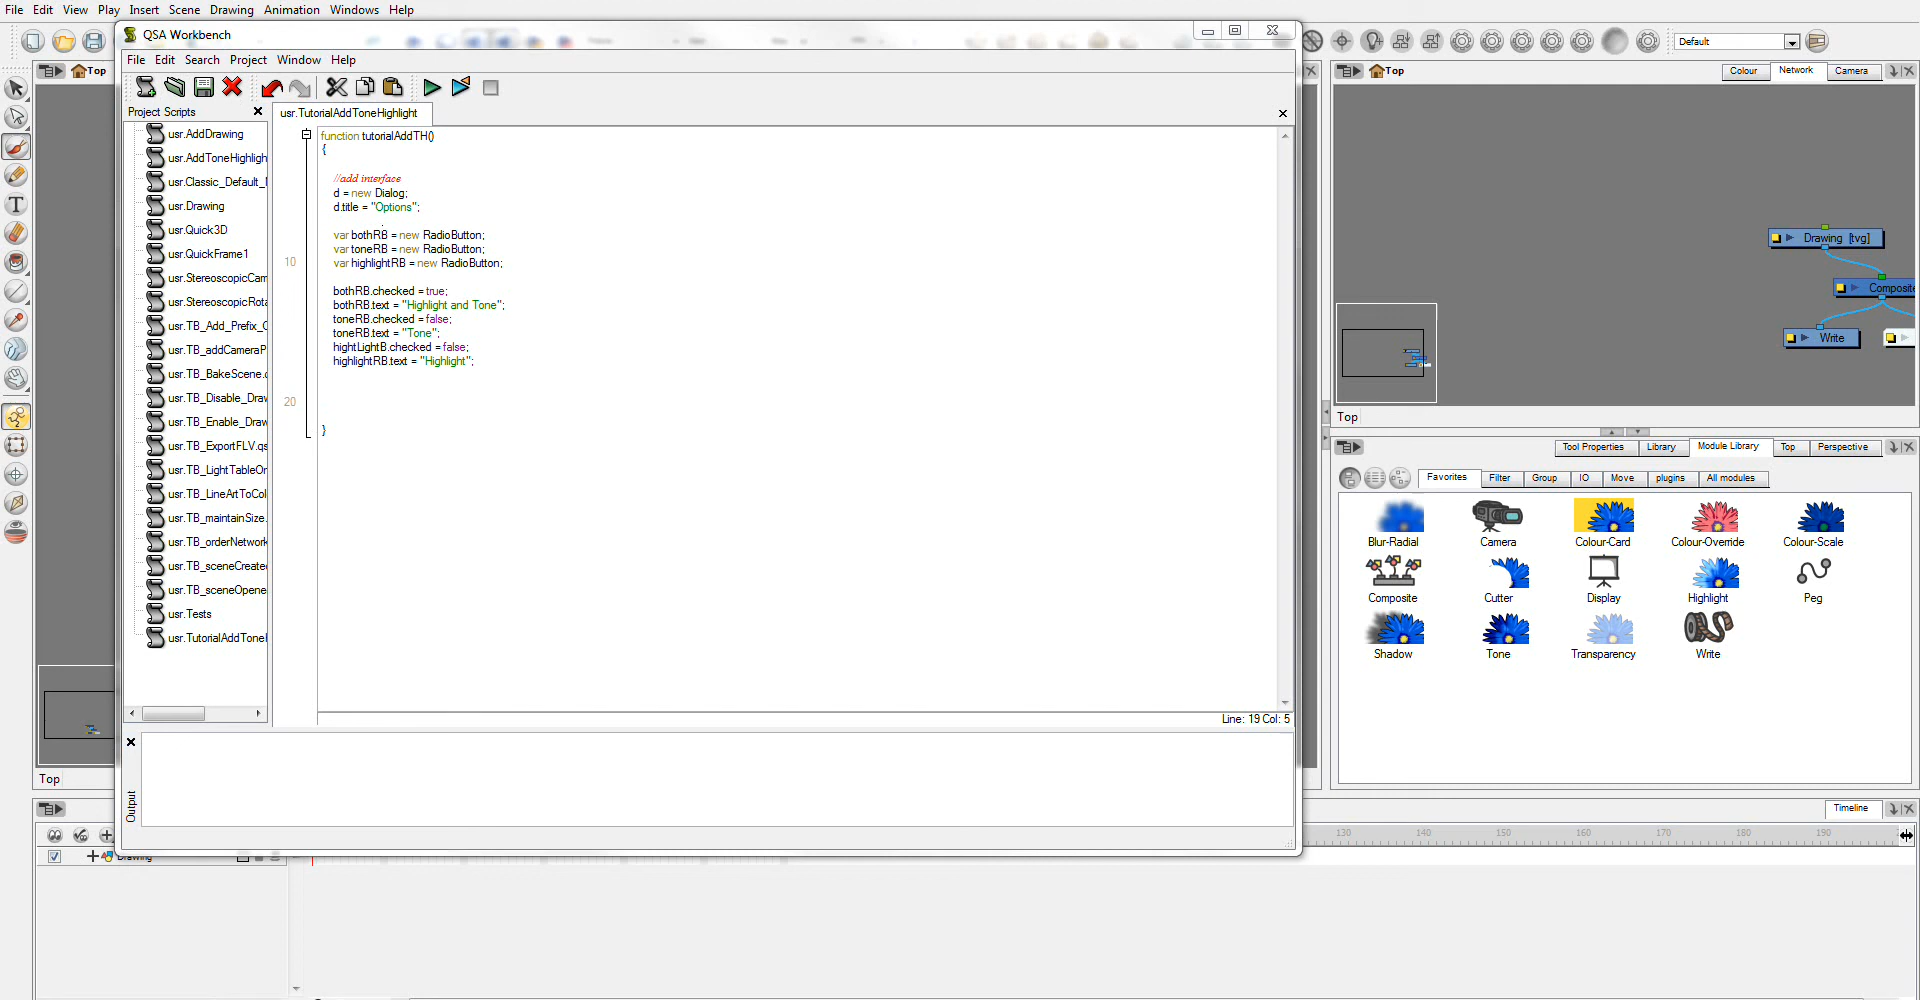 File Edit View Play Insert Scene Drawing Animation Windows Help
QSA Workbench
File Edit Search Project Window Help
Default
Top
Top
Colour Network Camera
Project Scripts
usr.TutorialAddToneHighlight
usr.AddDrawing
usr.AddToneHighligh
usr.Classic_Default_
usr.Drawing
usr.Quick3D
usr.QuickFrame1
usr.StereoscopicCam
usr.StereoscopicRota
usr.TB_Add_Prefix_C
usr.TB_addCameraP
usr.TB_BakeScene.
usr.TB_Disable_Draw
usr.TB_Enable_Draw
usr.TB_ExportFLV.qs
usr.TB_LightTableOr
usr.TB_LineArtToCol
usr.TB_maintainSize.
usr.TB_orderNetwork
usr.TB_sceneCreate
usr.TB_sceneOpene
usr.Tests
usr.TutorialAddTone
function tutorialAddTH()
{
//add interface
d = new Dialog;
d.title = "Options";
.
var bothRB = new RadioButton;
var toneRB = new RadioButton;
10 var highlightRB = new RadioButton;
bothRB.checked = true;
bothRB.text = "Highlight and Tone";
toneRB.checked = false;
toneRB.text = "Tone";
hightLightB.checked = false;
highlightRB.text = "Highlight";
20
}
Line: 19 Col: 5
Output
Drawing [tvg]
Composite
Write
Top
Tool Properties Library Module Library Top Perspective
Favorites Filter Group IO Move plugins All modules
Blur-Radial Camera Colour-Card Colour-Override Colour-Scale
Composite Cutter Display Highlight Peg
Shadow Tone Transparency Write
Top
Timeline
130 140 150 160 170 180 190
Drawing